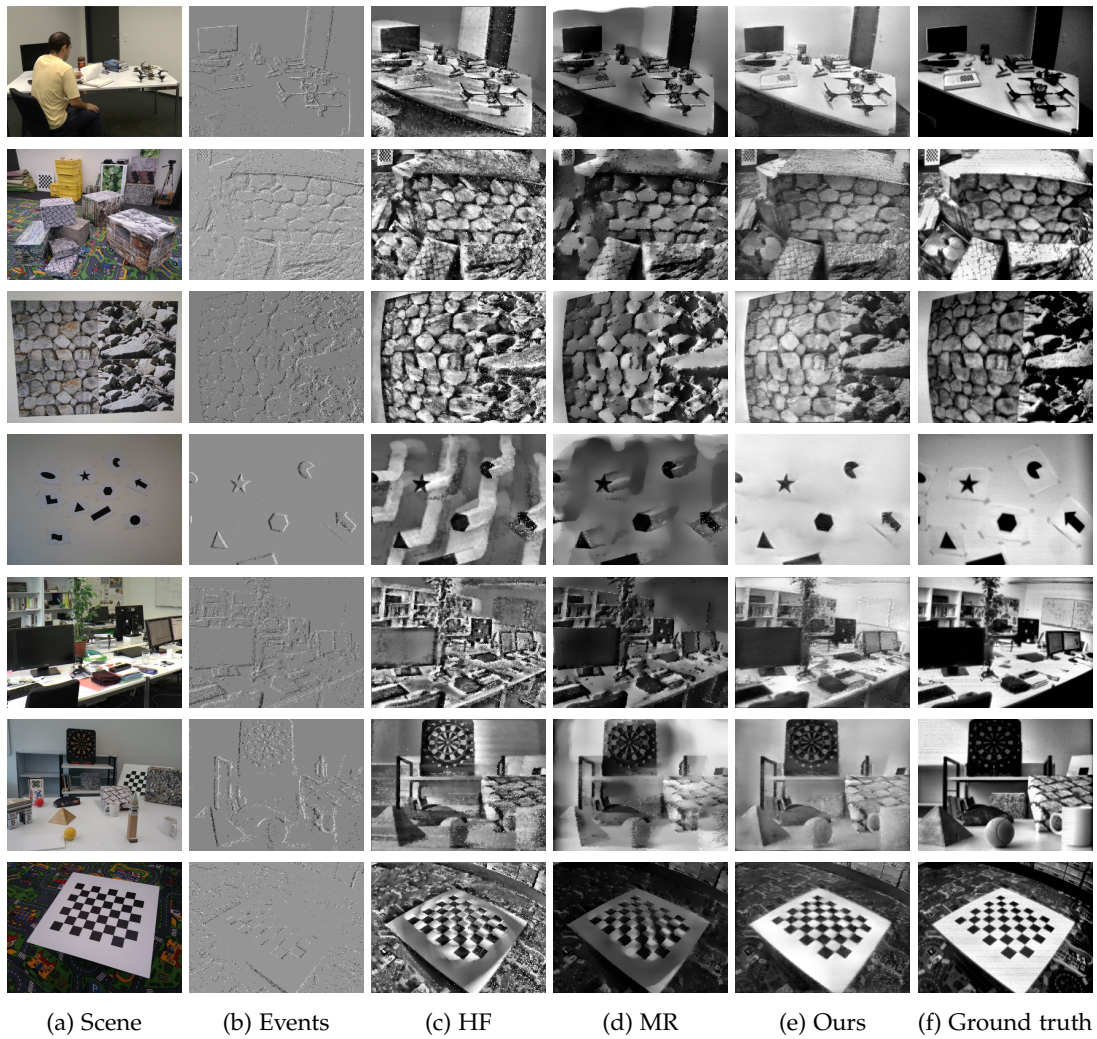 (a) Scene
(b) Events
(c) HF
(d) MR
(e) Ours
(f) Ground truth